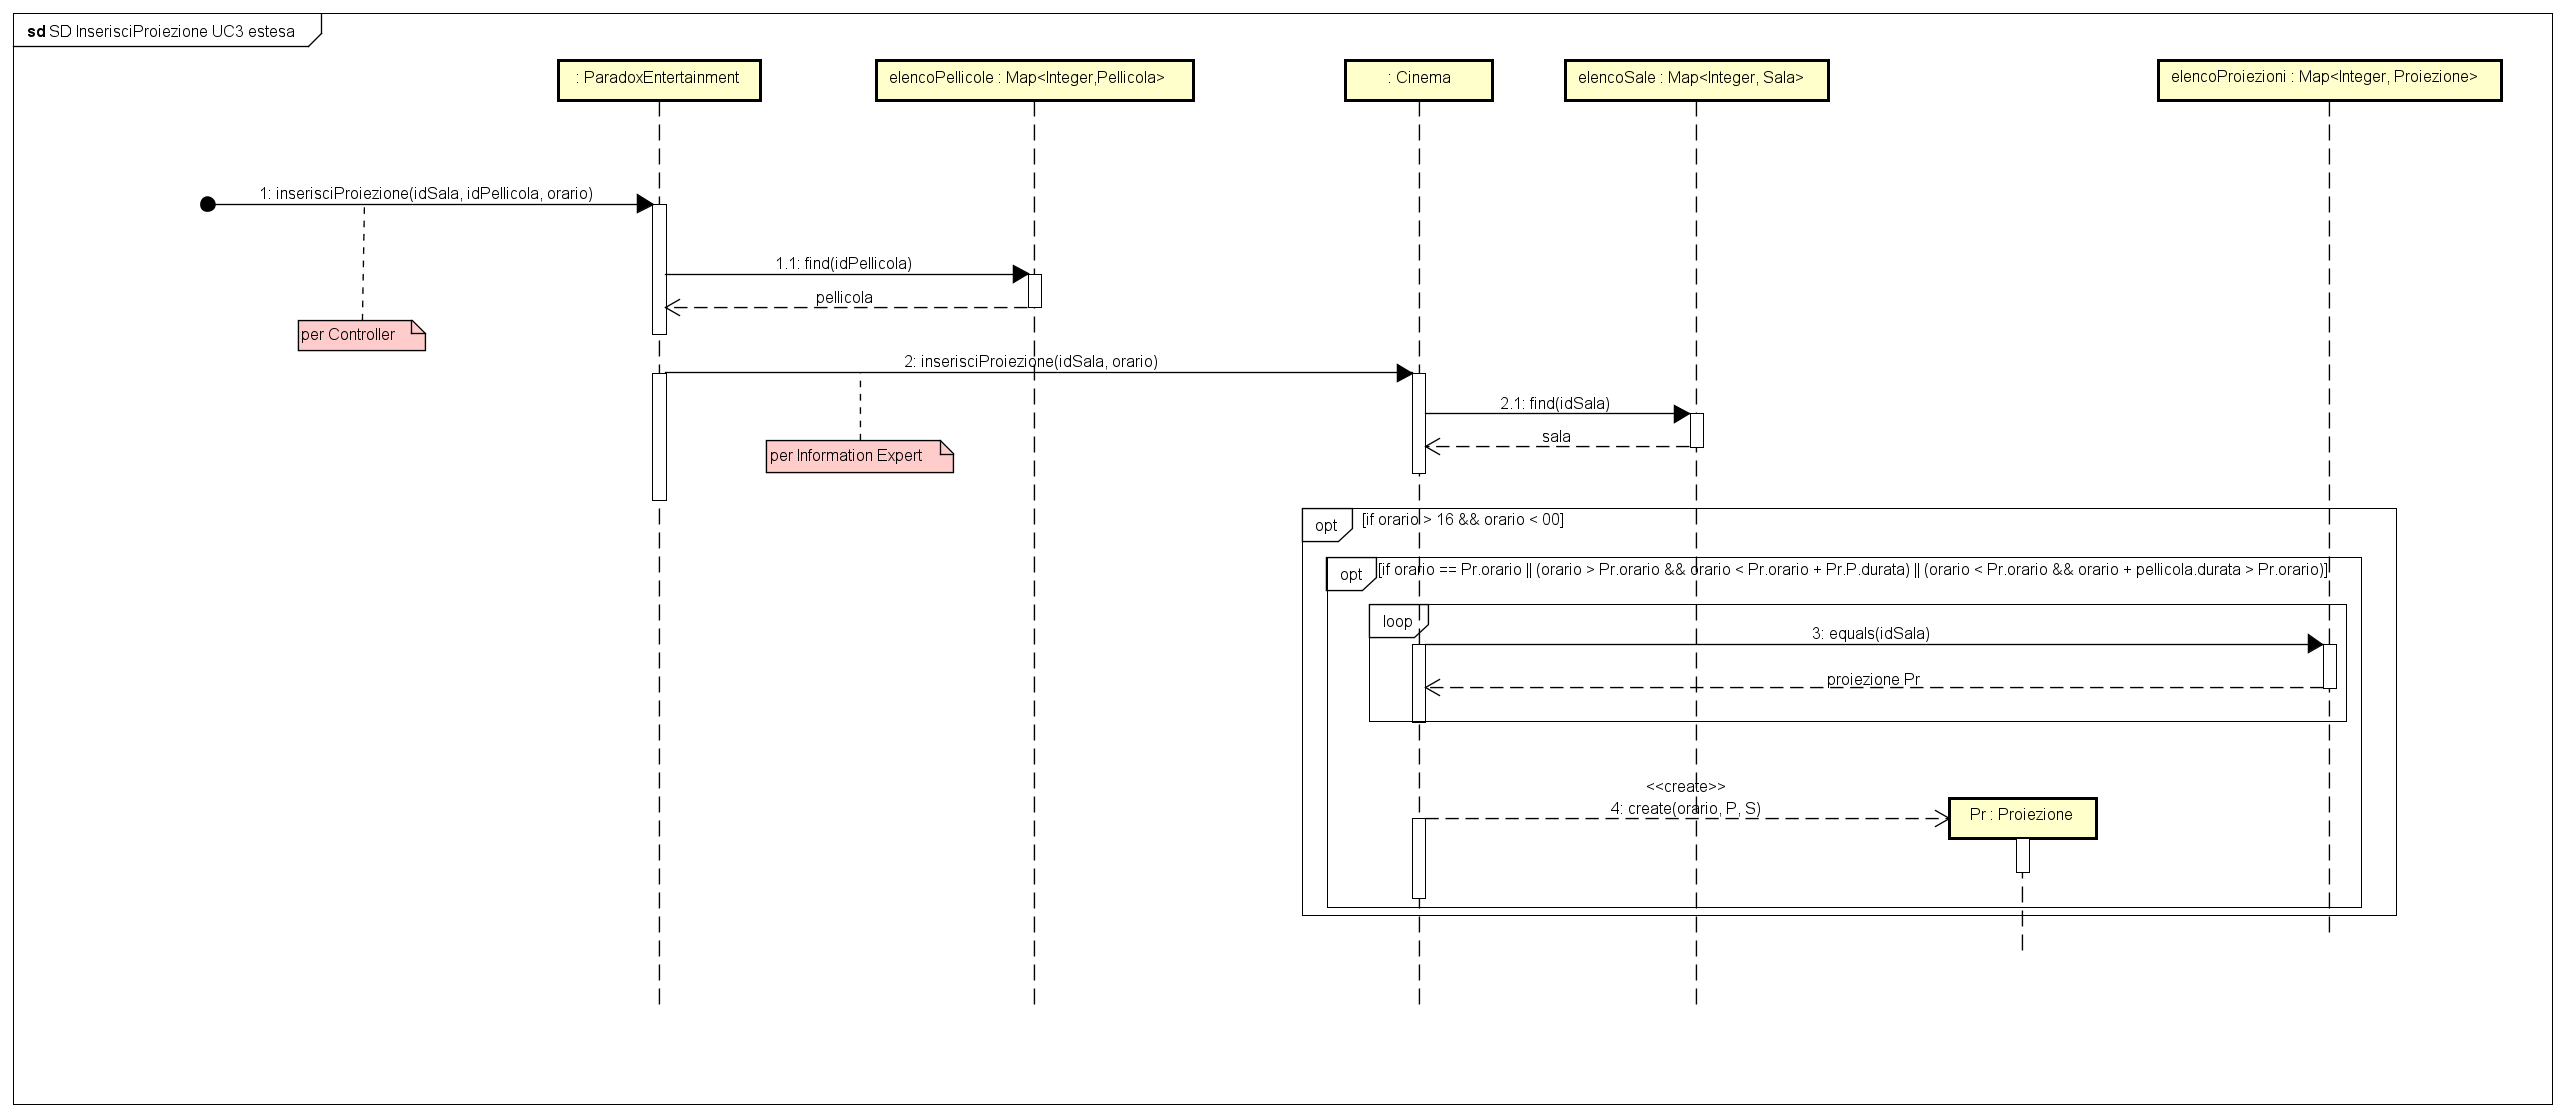 sd SD InserisciProiezione UC3 estesa
: ParadoxEntertainment
elencoPellicole : Map<Integer,Pellicola>
: Cinema
elencoSale : Map<Integer, Sala>
elencoProiezioni : Map<Integer, Proiezione>
1: inserisciProiezione(idSala, idPellicola, orario)
1.1: find(idPellicola)
pellicola
per Controller
2: inserisciProiezione(idSala, orario)
2.1: find(idSala)
sala
per Information Expert
opt
[if orario > 16 && orario < 00]
opt
[if orario == Pr.orario || (orario > Pr.orario && orario < Pr.orario + Pr.P.durata) || (orario < Pr.orario && orario + pellicola.durata > Pr.orario)]
loop
3: equals(idSala)
proiezione Pr
<<create>>
4: create(orario, P, S)
Pr : Proiezione